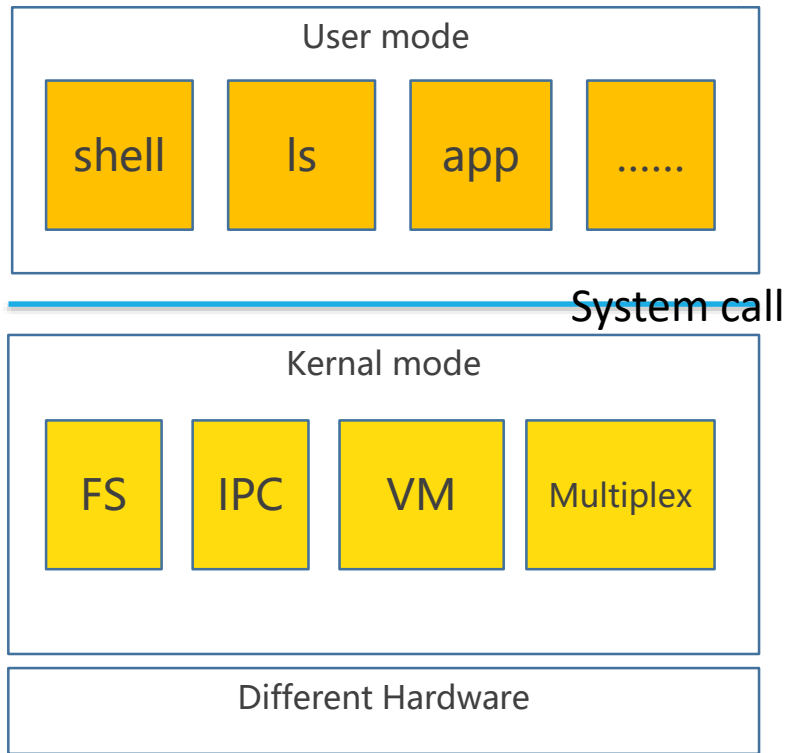 User mode
shell ls app ......
System call
Kernal mode
FS IPC VM Multiplex
Different Hardware